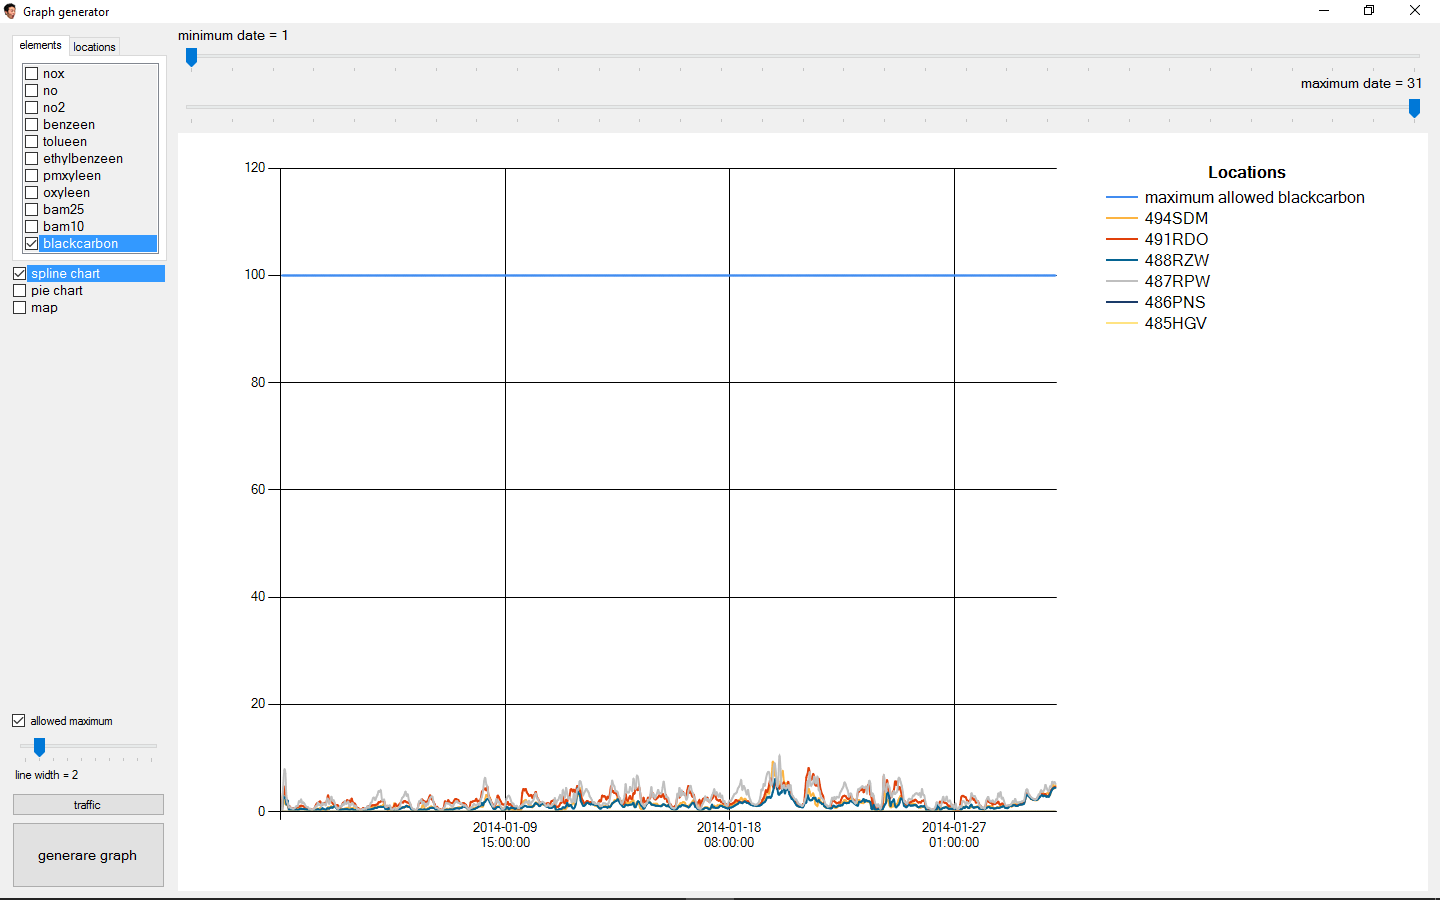 Graph generator
elements locations
nox
no
no2
benzeen
tolueen
ethylbenzeen
pmxyleen
oxyleen
bam25
bam10
blackcarbon
spline chart
pie chart
map
allowed maximum
line width = 2
traffic
generare graph
minimum date = 1
maximum date = 31
120
100
80
60
40
20
0
2014-01-09
15:00:00
2014-01-18
08:00:00
2014-01-27
01:00:00
Locations
maximum allowed blackcarbon
494SDM
491RDO
488RZW
487RPW
486PNS
485HGV